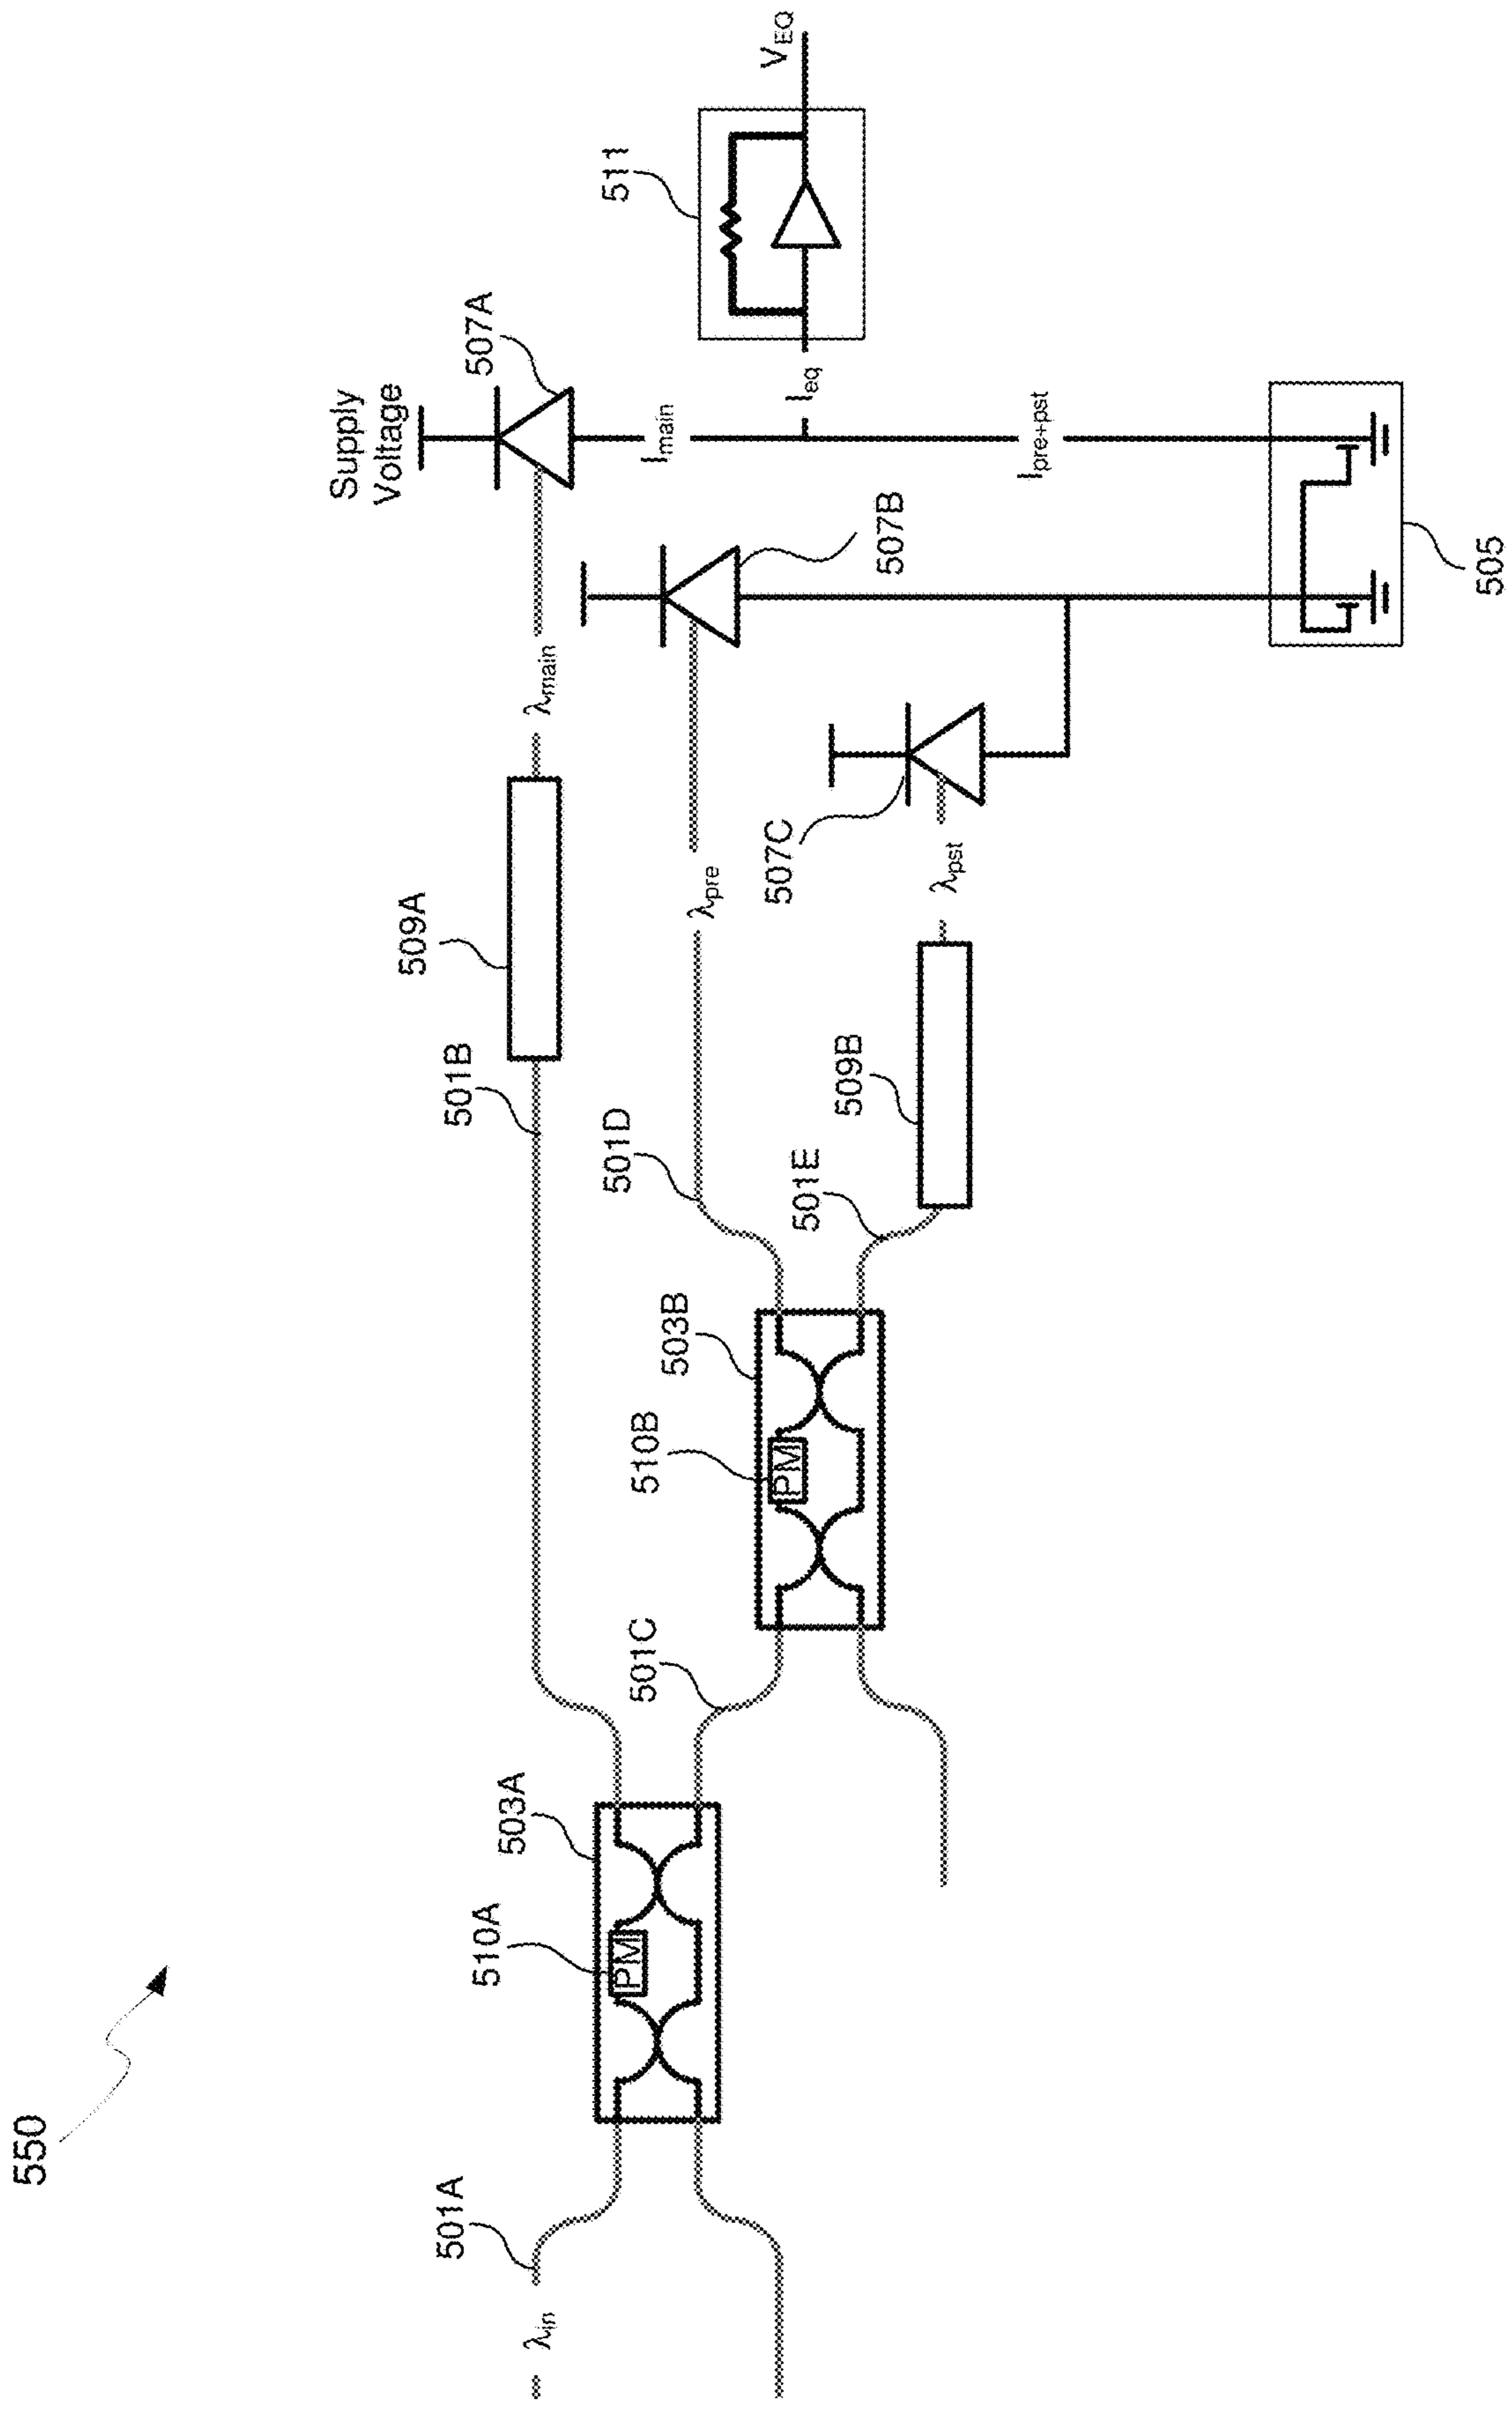 550
λin
501A
503A
510A
PM
501B
501C
503B
510B
PM
501D
501E
509A
509B
λmain
λpre
λpst
507A
507B
507C
Supply
Voltage
Imain
Ieq
Ipre+pst
505
511
VEQ